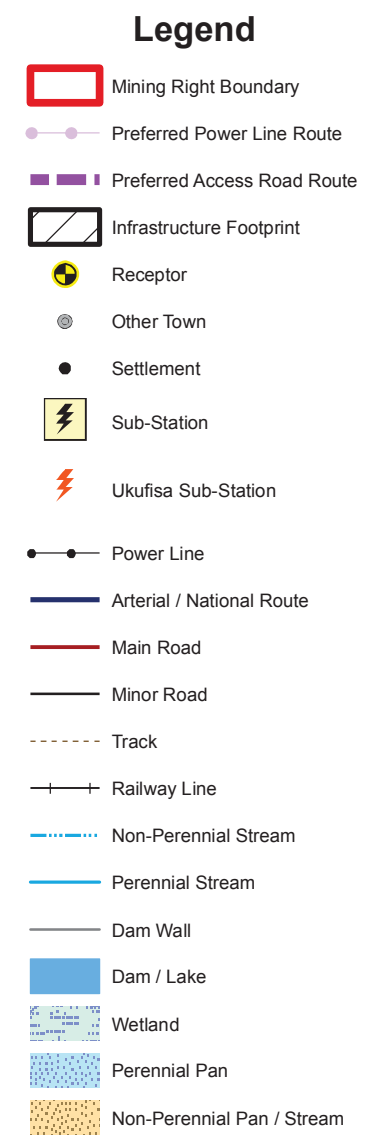 Legend
Mining Right Boundary
Preferred Power Line Route
Preferred Access Road Route
Infrastructure Footprint
Receptor
Other Town
Settlement
Sub-Station
Ukufisa Sub-Station
Power Line
Arterial / National Route
Main Road
Minor Road
Track
Railway Line
Non-Perennial Stream
Perennial Stream
Dam Wall
Dam / Lake
Wetland
Perennial Pan
Non-Perennial Pan / Stream